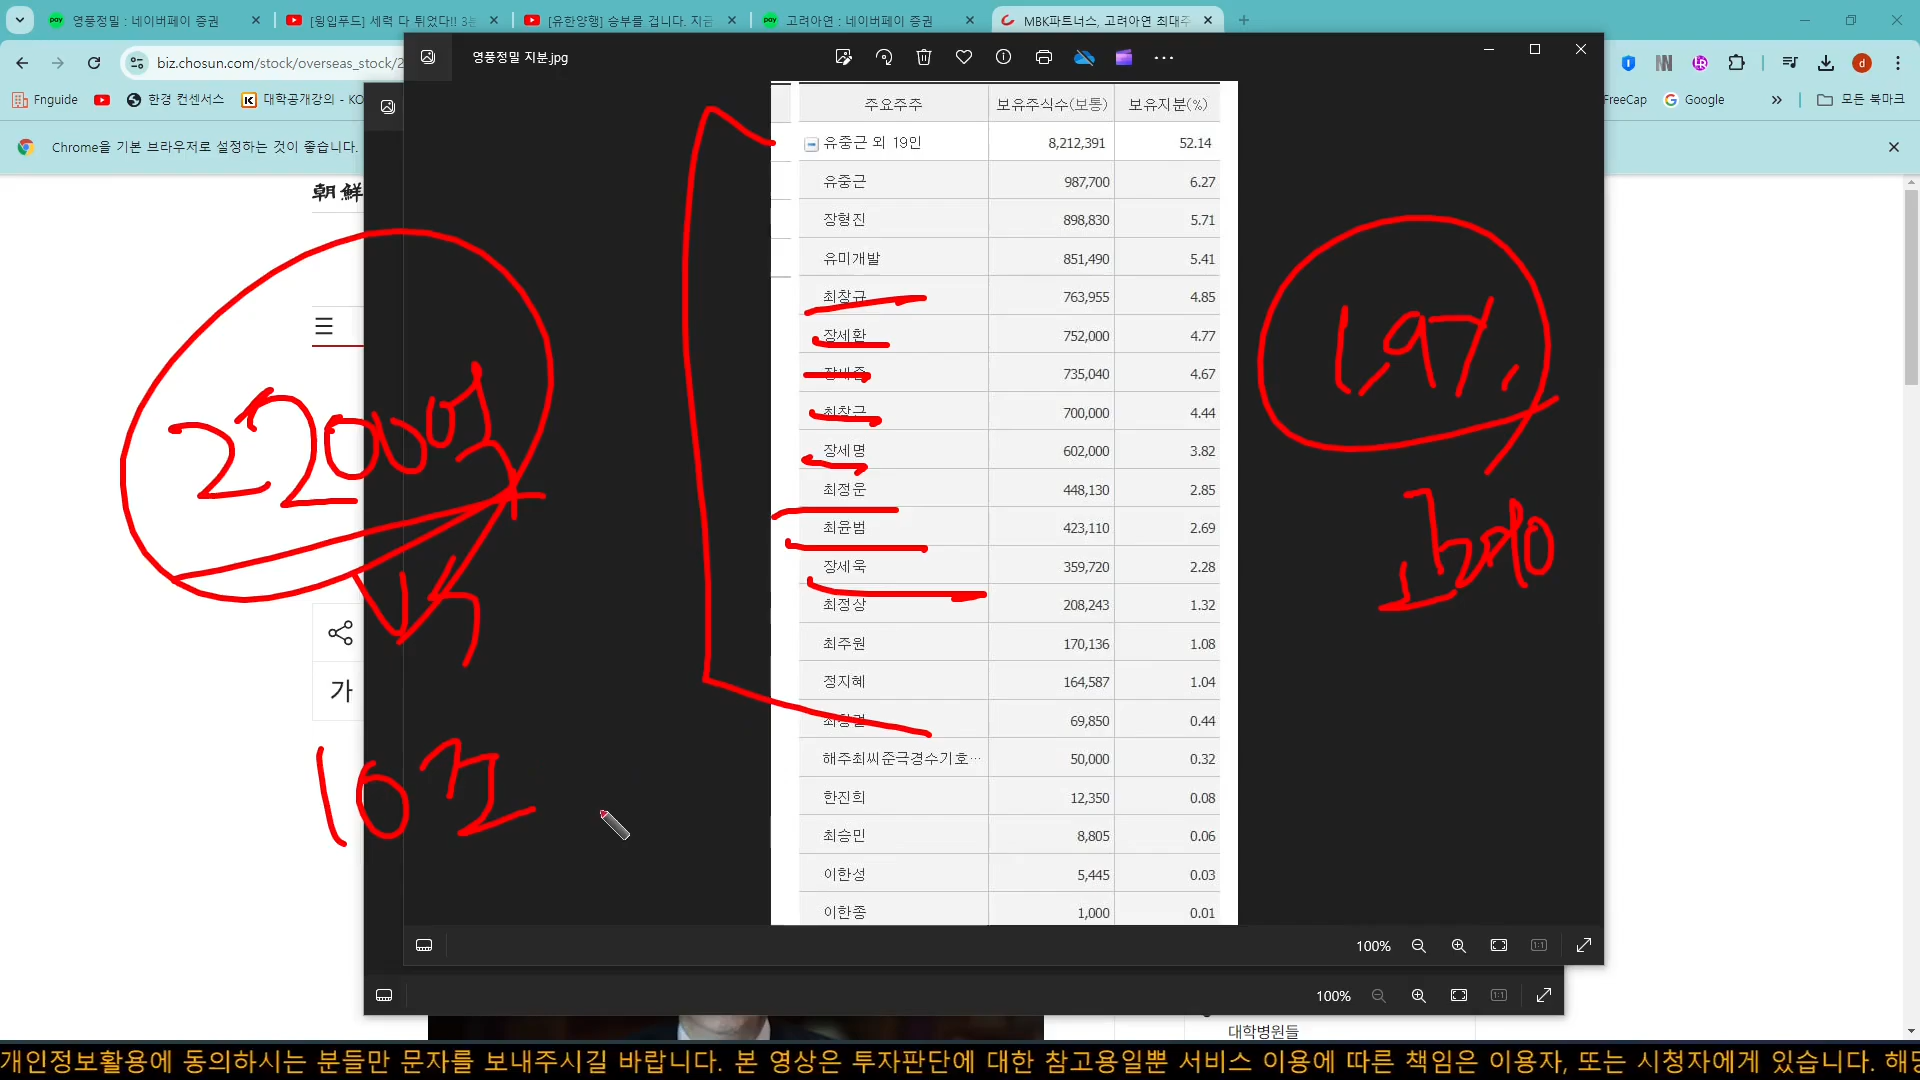 영풍정밀 : 네이버페이 증권
[윙입푸드] 세력 다 튀었다!! 3분
[유한양행] 승부를 겁니다. 지금
고려아연 : 네이버페이 증권
MBK파트너스, 고려아연 최대주
biz.chosun.com/stock/overseas_stock/2
Fnguide
한경 컨센서스
대학공개강의 - KO
FreeCap
Google
모든 북마크
Chrome을 기본 브라우저로 설정하는 것이 좋습니다.
朝鮮
가
영풍정밀 지분.jpg
주요주주 보유주식수(보통) 보유지분(%)
유중근 외 19인 8,212,391 52.14
유중근 987,700 6.27
장형진 898,830 5.71
유미개발 851,490 5.41
최창규 763,955 4.85
장세환 752,000 4.77
장세준 735,040 4.67
최창근 700,000 4.44
장세명 602,000 3.82
최정운 448,130 2.85
최윤범 423,110 2.69
장세욱 359,720 2.28
최정상 208,243 1.32
최주원 170,136 1.08
정지혜 164,587 1.04
69,850 0.44
해주최씨준극경수기호… 50,000 0.32
한진희 12,350 0.08
최승민 8,805 0.06
이한성 5,445 0.03
이한종 1,000 0.01
22000억
10조
1.97%
100%
100%
대학병원들
개인정보활용에 동의하시는 분들만 문자를 보내주시길 바랍니다. 본 영상은 투자판단에 대한 참고용일뿐 서비스 이용에 따른 책임은 이용자, 또는 시청자에게 있습니다. 해당